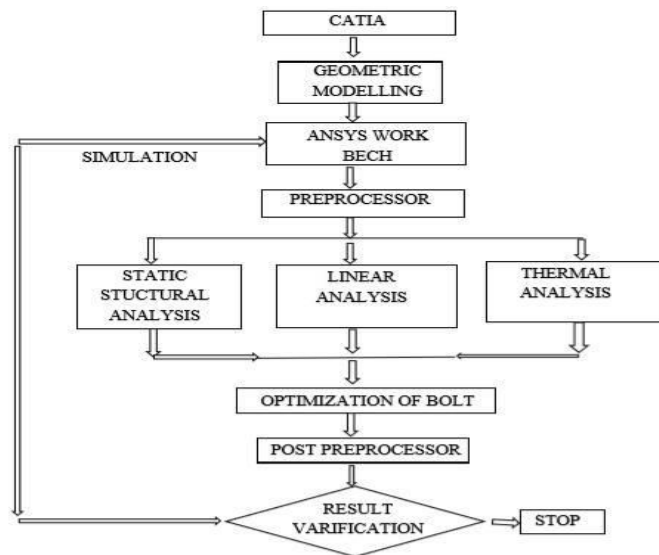 CATIA
GEOMETRIC
MODELLING
ANSYS WORK
BECH
SIMULATION
PREPROCESSOR
STATIC
STUCTURAL
ANALYSIS
LINEAR
ANALYSIS
THERMAL
ANALYSIS
OPTIMIZATION OF BOLT
POST PREPROCESSOR
RESULT
VARIFICATION
STOP